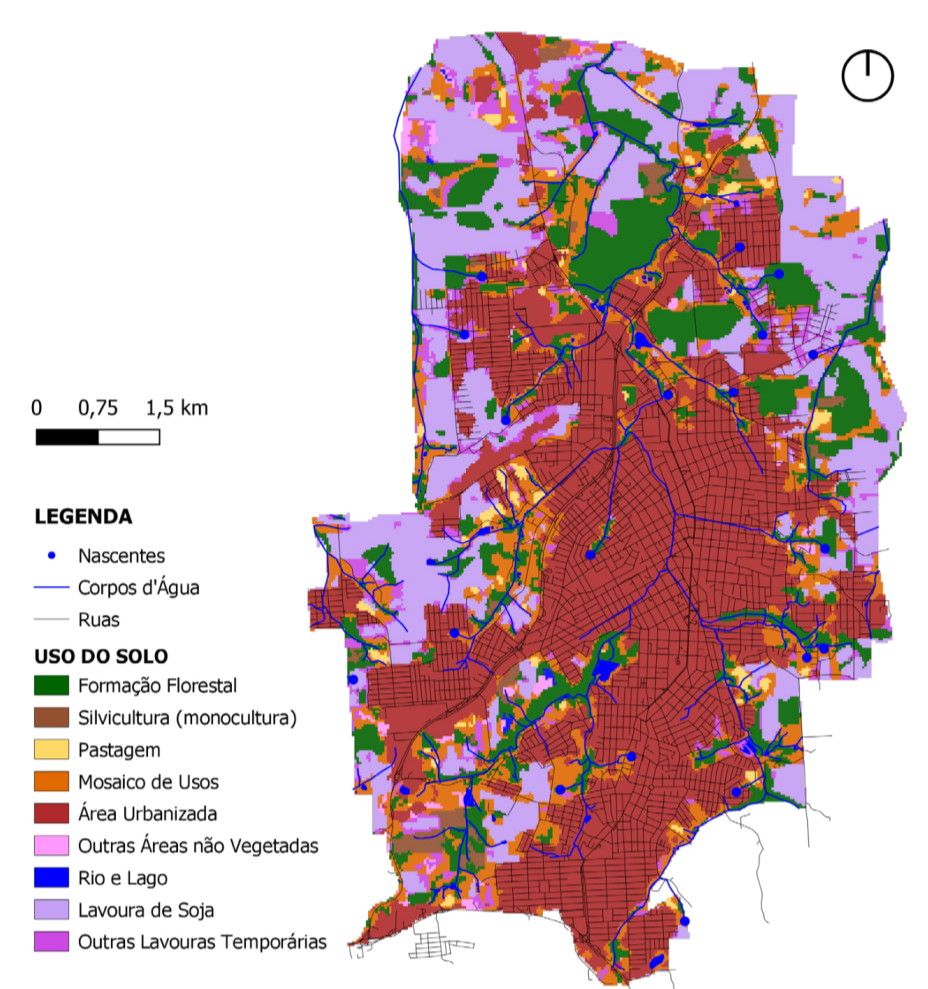 0 0,75 1,5 km
LEGENDA
Nascentes
Corpos d'Água
Ruas
USO DO SOLO
Formação Florestal
Silvicultura (monocultura)
Pastagem
Mosaico de Usos
Área Urbanizada
Outras Áreas não Vegetadas
Rio e Lago
Lavoura de Soja
Outras Lavouras Temporárias